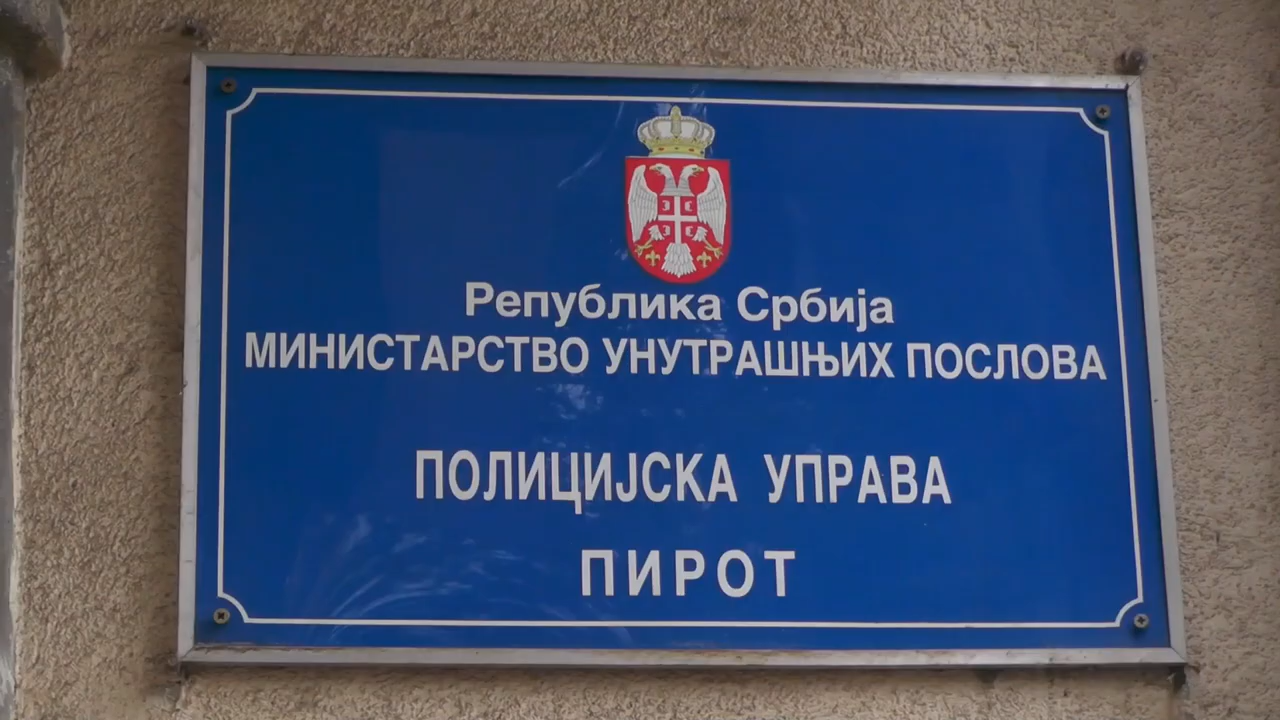 Република Србија
МИНИСТАРСТВО УНУТРАШЊИХ ПОСЛОВА
ПОЛИЦИЈСКА УПРАВА
ПИРОТ